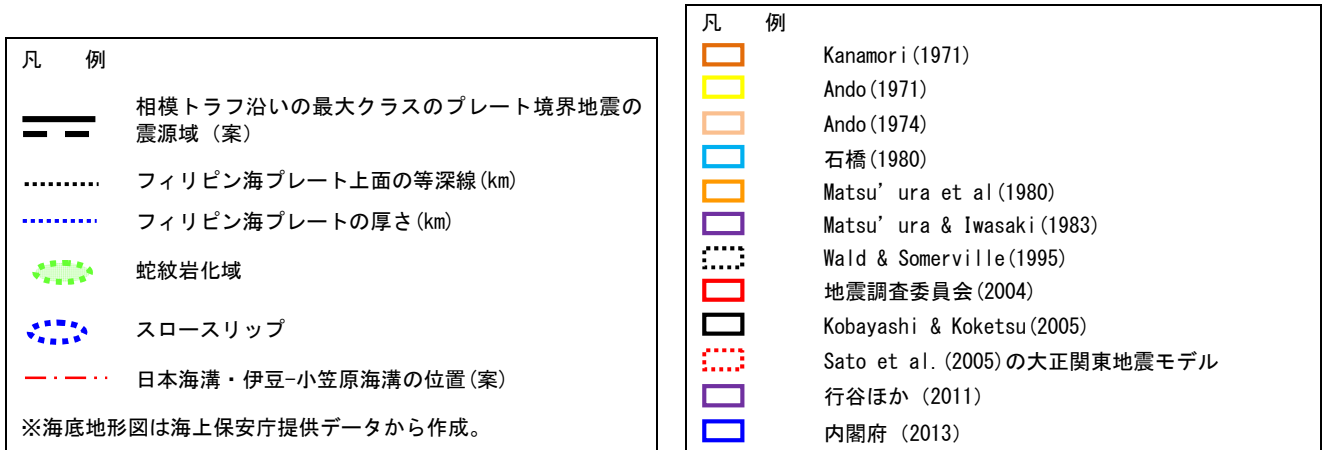 凡　例
相模トラフ沿いの最大クラスのプレート境界地震の
震源域（案）
フィリピン海プレート上面の等深線(km)
フィリピン海プレートの厚さ(km)
蛇紋岩化域
スロースリップ
日本海溝・伊豆-小笠原海溝の位置(案)
※海底地形図は海上保安庁提供データから作成。
凡　例
Kanamori(1971)
Ando(1971)
Ando(1974)
石橋(1980)
Matsu’ura et al(1980)
Matsu’ura & Iwasaki(1983)
Wald & Somerville(1995)
地震調査委員会(2004)
Kobayashi & Koketsu(2005)
Sato et al.(2005)の大正関東地震モデル
行谷ほか（2011）
内閣府（2013）